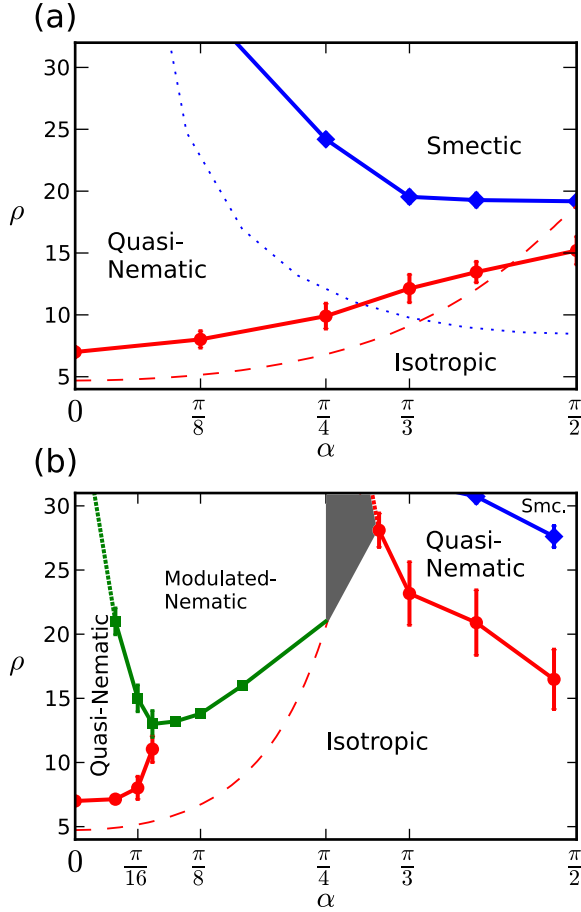 (a)
30
25
20
15
10
5
ρ
Smectic
Quasi-
Nematic
Isotropic
0
π/8
π/4
π/3
π/2
α
(b)
30
25
20
15
10
5
ρ
Smc.
Quasi-
Nematic
Modulated-
Nematic
Quasi-Nematic
Isotropic
0
π/16
π/8
π/4
π/3
π/2
α